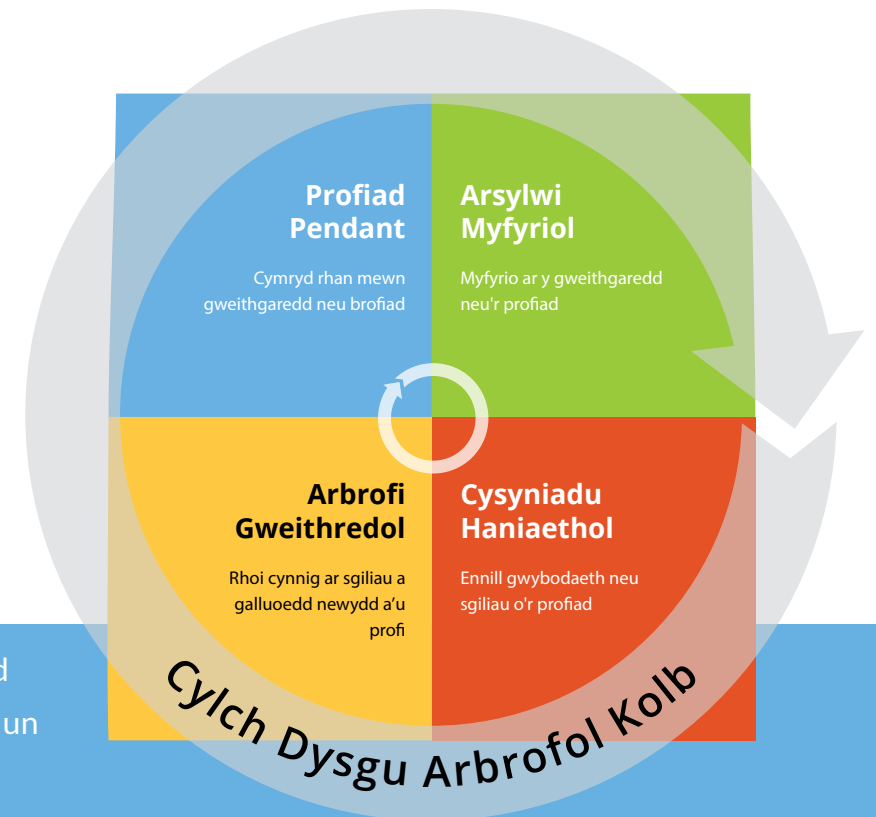 Profiad
Pendant
Cymryd rhan mewn
gweithgaredd neu brofiad
Arsylwi
Myfyriol
Myfyrio ar y gweithgaredd
neu'r profiad
Arbrofi
Gweithredol
Rhoi cynnig ar sgiliau a
galluoedd newydd a'u
profi
Cysyniadu
Haniaethol
Ennill gwybodaeth neu
sgiliau o'r profiad
Cylch Dysgu Arbrofol Kolb
un